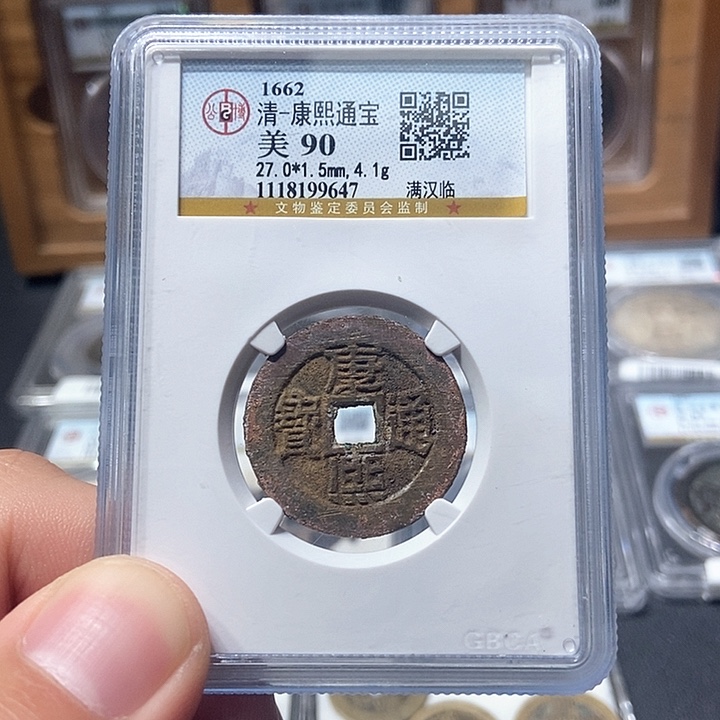 1662
清-康熙通宝
美 90
27.0*1.5mm,4.1g
1118199647 满汉临
文物鉴定委员会监制
康熙通寶
GBCA